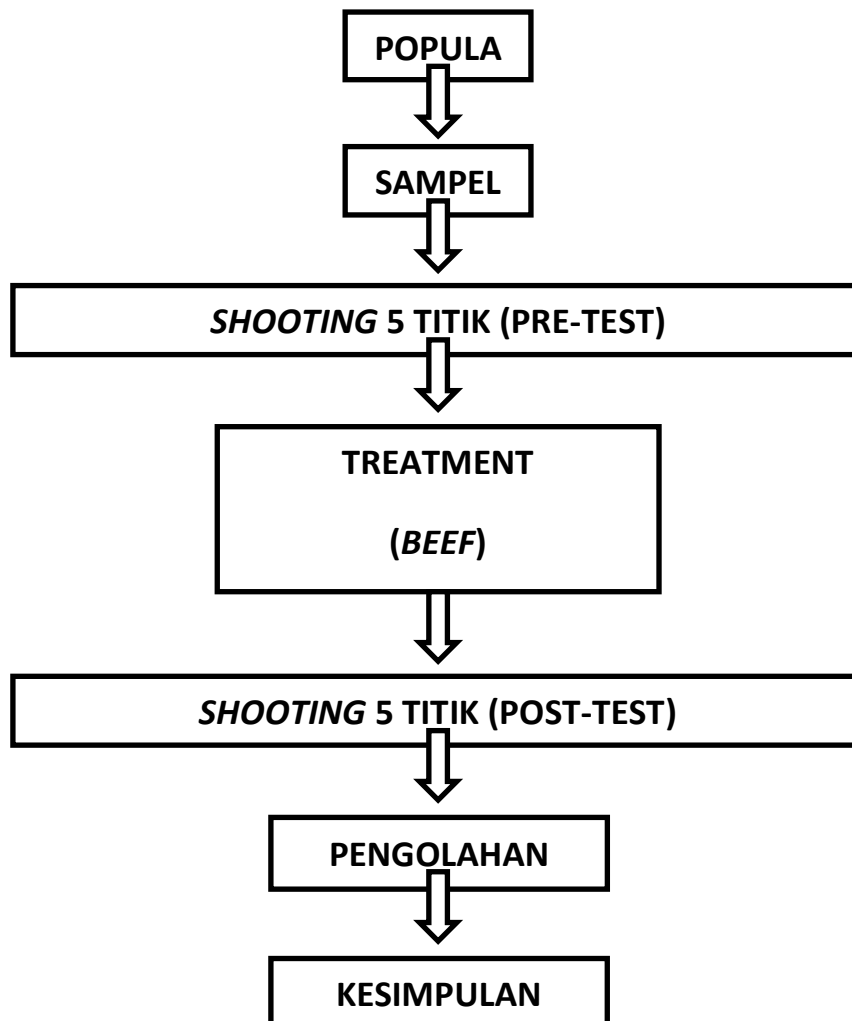 POPULA
SAMPEL
SHOOTING 5 TITIK (PRE-TEST)
TREATMENT
(BEEF)
SHOOTING 5 TITIK (POST-TEST)
PENGOLAHAN
KESIMPULAN